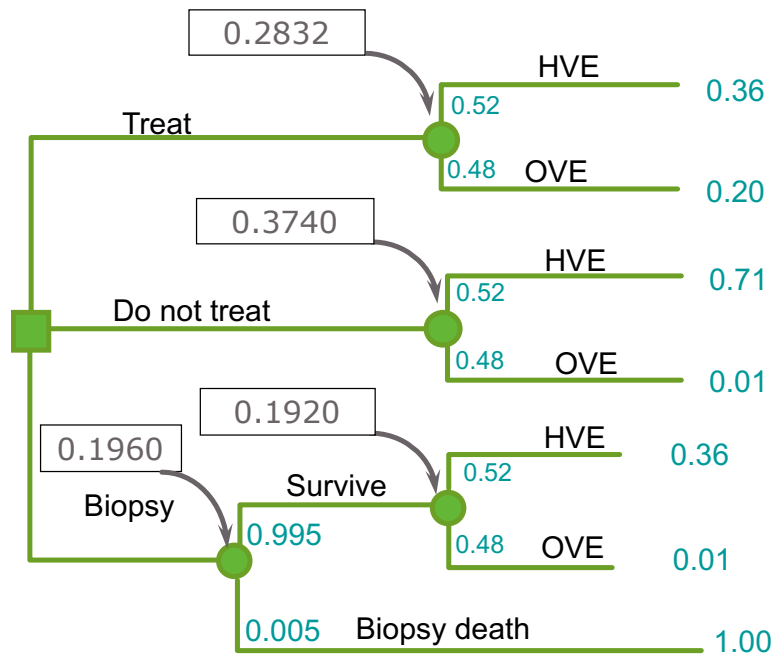 0.2832
HVE
0.36
0.52
Treat
0.48
OVE
0.20
0.3740
HVE
0.71
0.52
Do not treat
0.48
OVE
0.01
0.1920
0.1960
HVE
0.36
0.52
Survive
Biopsy
0.995
0.48
OVE
0.01
0.005
Biopsy death
1.00